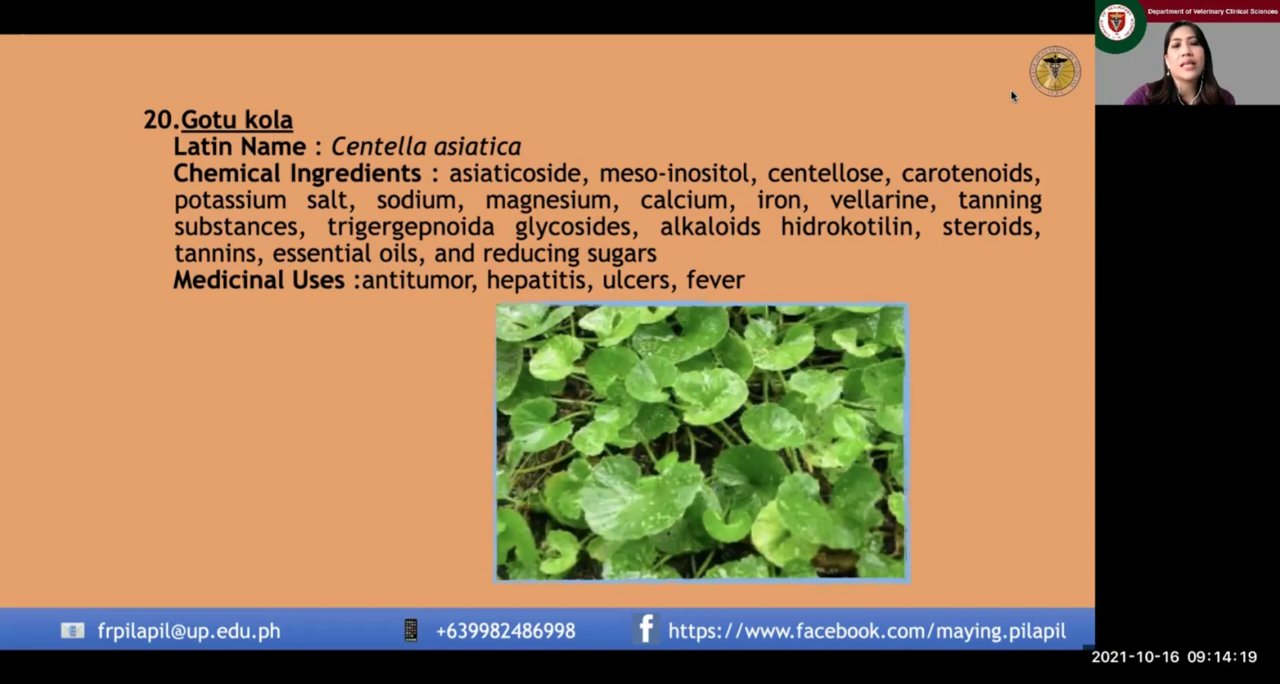 Department of Veterinary Clinical Sciences
20.Gotu kola
Latin Name : Centella asiatica
Chemical Ingredients : asiaticoside, meso-inositol, centellose, carotenoids,
potassium salt, sodium, magnesium, calcium, iron, vellarine, tanning
substances, trigergepnoida glycosides, alkaloids hidrokotilin, steroids,
tannins, essential oils, and reducing sugars
Medicinal Uses :antitumor, hepatitis, ulcers, fever
frpilapil@up.edu.ph
+639982486998
https://www.facebook.com/maying.pilapil
2021-10-16 09:14:19